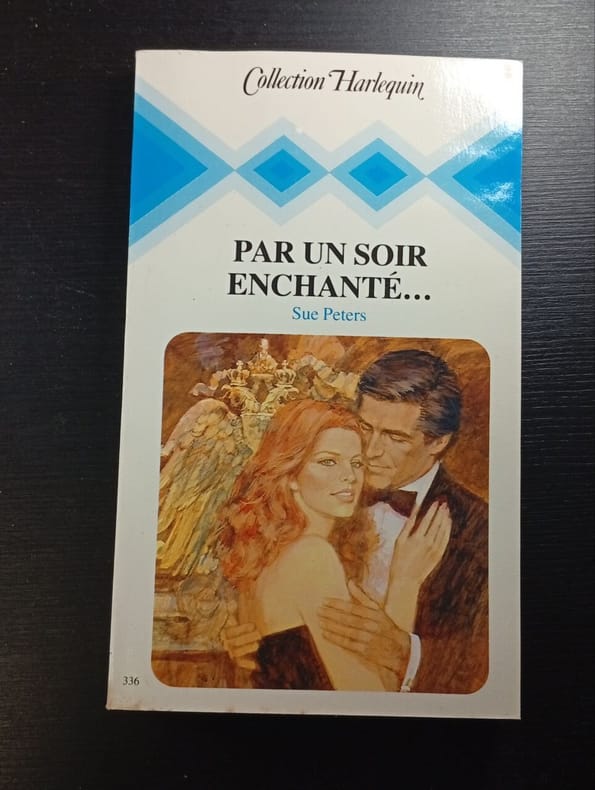 Collection Harlequin
PAR UN SOIR
ENCHANTÉ...
Sue Peters
336